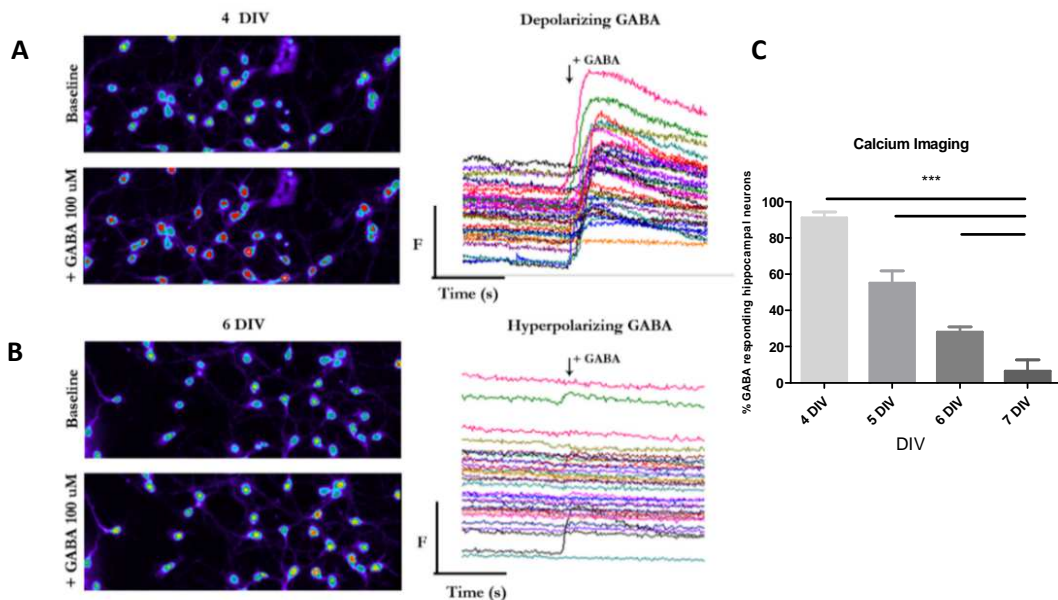 A
4 DIV
Baseline
+ GABA 100 uM
Depolarizing GABA
+ GABA
F
Time (s)
B
6 DIV
Baseline
+ GABA 100 uM
Hyperpolarizing GABA
+ GABA
F
Time (s)
C
Calcium Imaging
***
% GABA responding hippocampal neurons
100
80
60
40
20
0
4 DIV
5 DIV
6 DIV
7 DIV
DIV